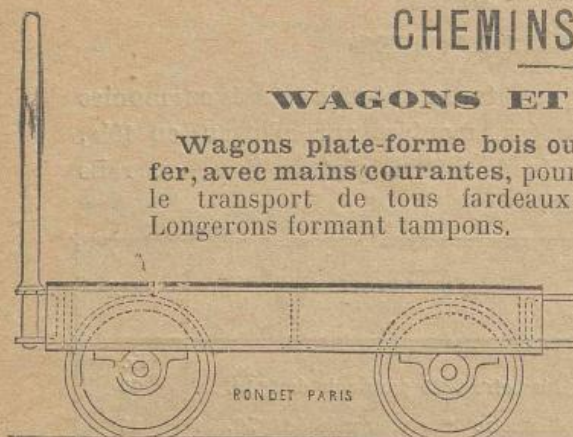 CHEMINS
WAGONS ET
Wagons plate-forme bois ou
fer, avec mains courantes, pour
le transport de tous fardeaux
Longerons formant tampons.
RONDET PARIS